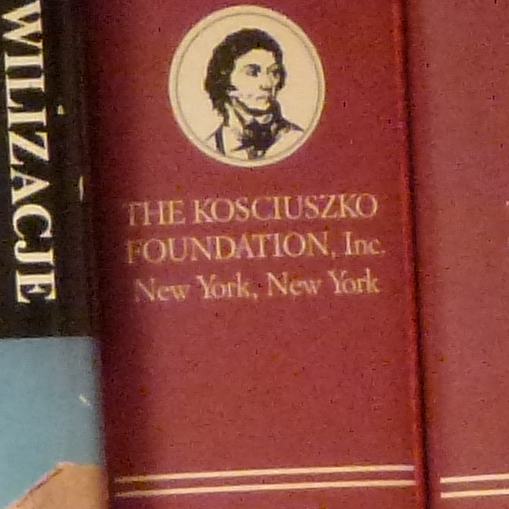 WILIZACJE
THE KOSCIUSZKO
FOUNDATION, Inc.
New York, New York